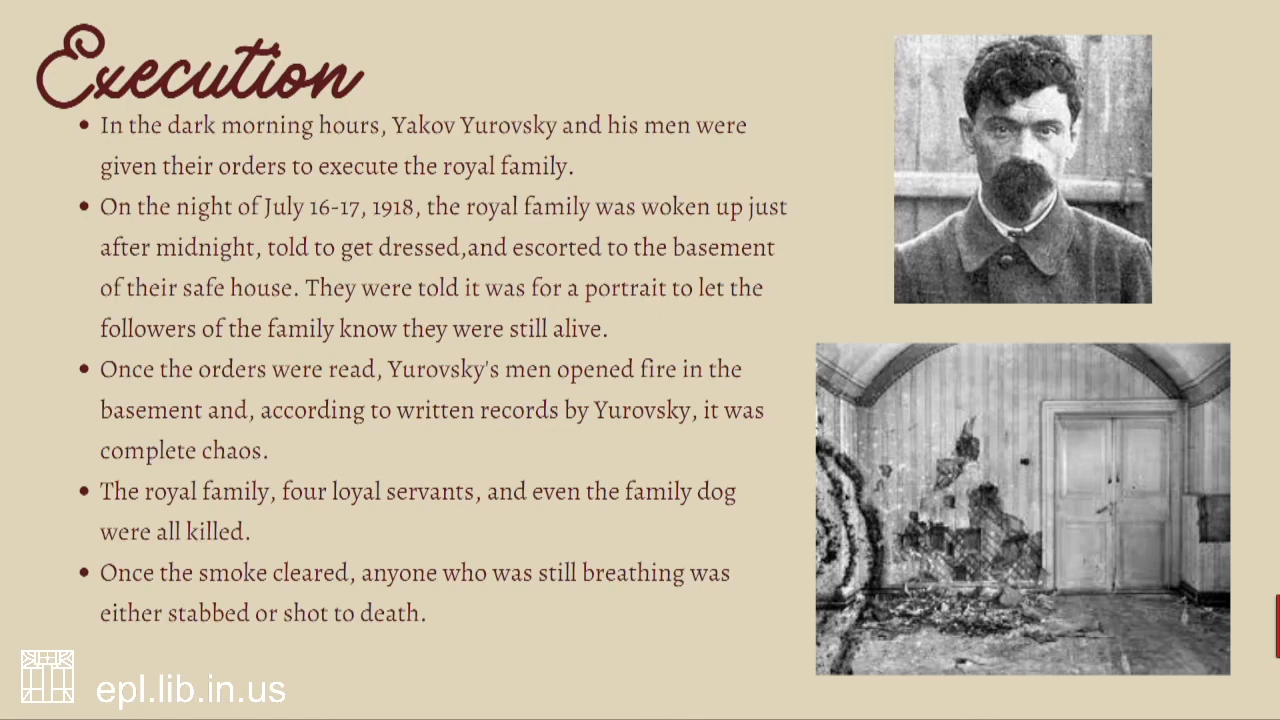 Execution
• In the dark morning hours, Yakov Yurovsky and his men were
given their orders to execute the royal family.
• On the night of July 16-17, 1918, the royal family was woken up just
after midnight, told to get dressed,and escorted to the basement
of their safe house. They were told it was for a portrait to let the
followers of the family know they were still alive.
• Once the orders were read, Yurovsky's men opened fire in the
basement and, according to written records by Yurovsky, it was
complete chaos.
• The royal family, four loyal servants, and even the family dog
were all killed.
• Once the smoke cleared, anyone who was still breathing was
either stabbed or shot to death.
epl.lib.in.us